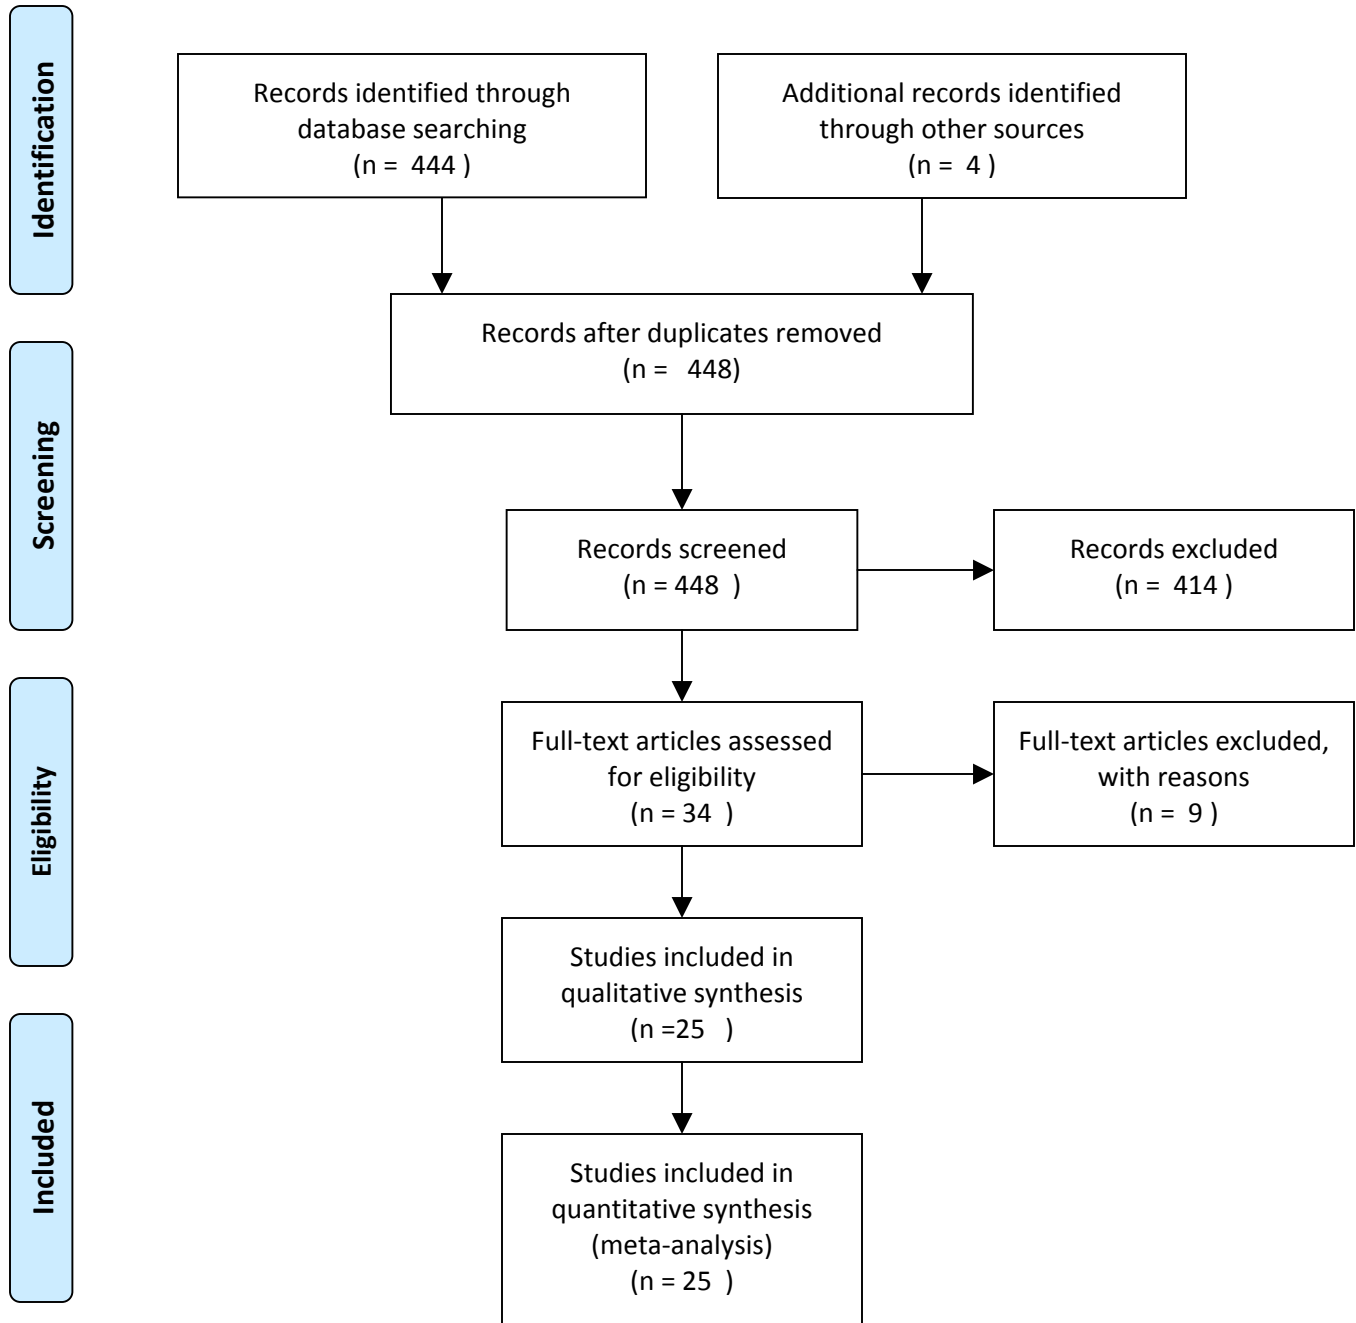 Identification
Records identified through
database searching
(n =  444 )
Additional records identified
through other sources
(n =  4 )
Records after duplicates removed
(n =   448)
Screening
Records screened
(n = 448  )
Records excluded
(n =  414 )
Eligibility
Full-text articles assessed
for eligibility
(n = 34  )
Full-text articles excluded,
with reasons
(n =  9 )
Studies included in
qualitative synthesis
(n =25   )
Included
Studies included in
quantitative synthesis
(meta-analysis)
(n = 25  )